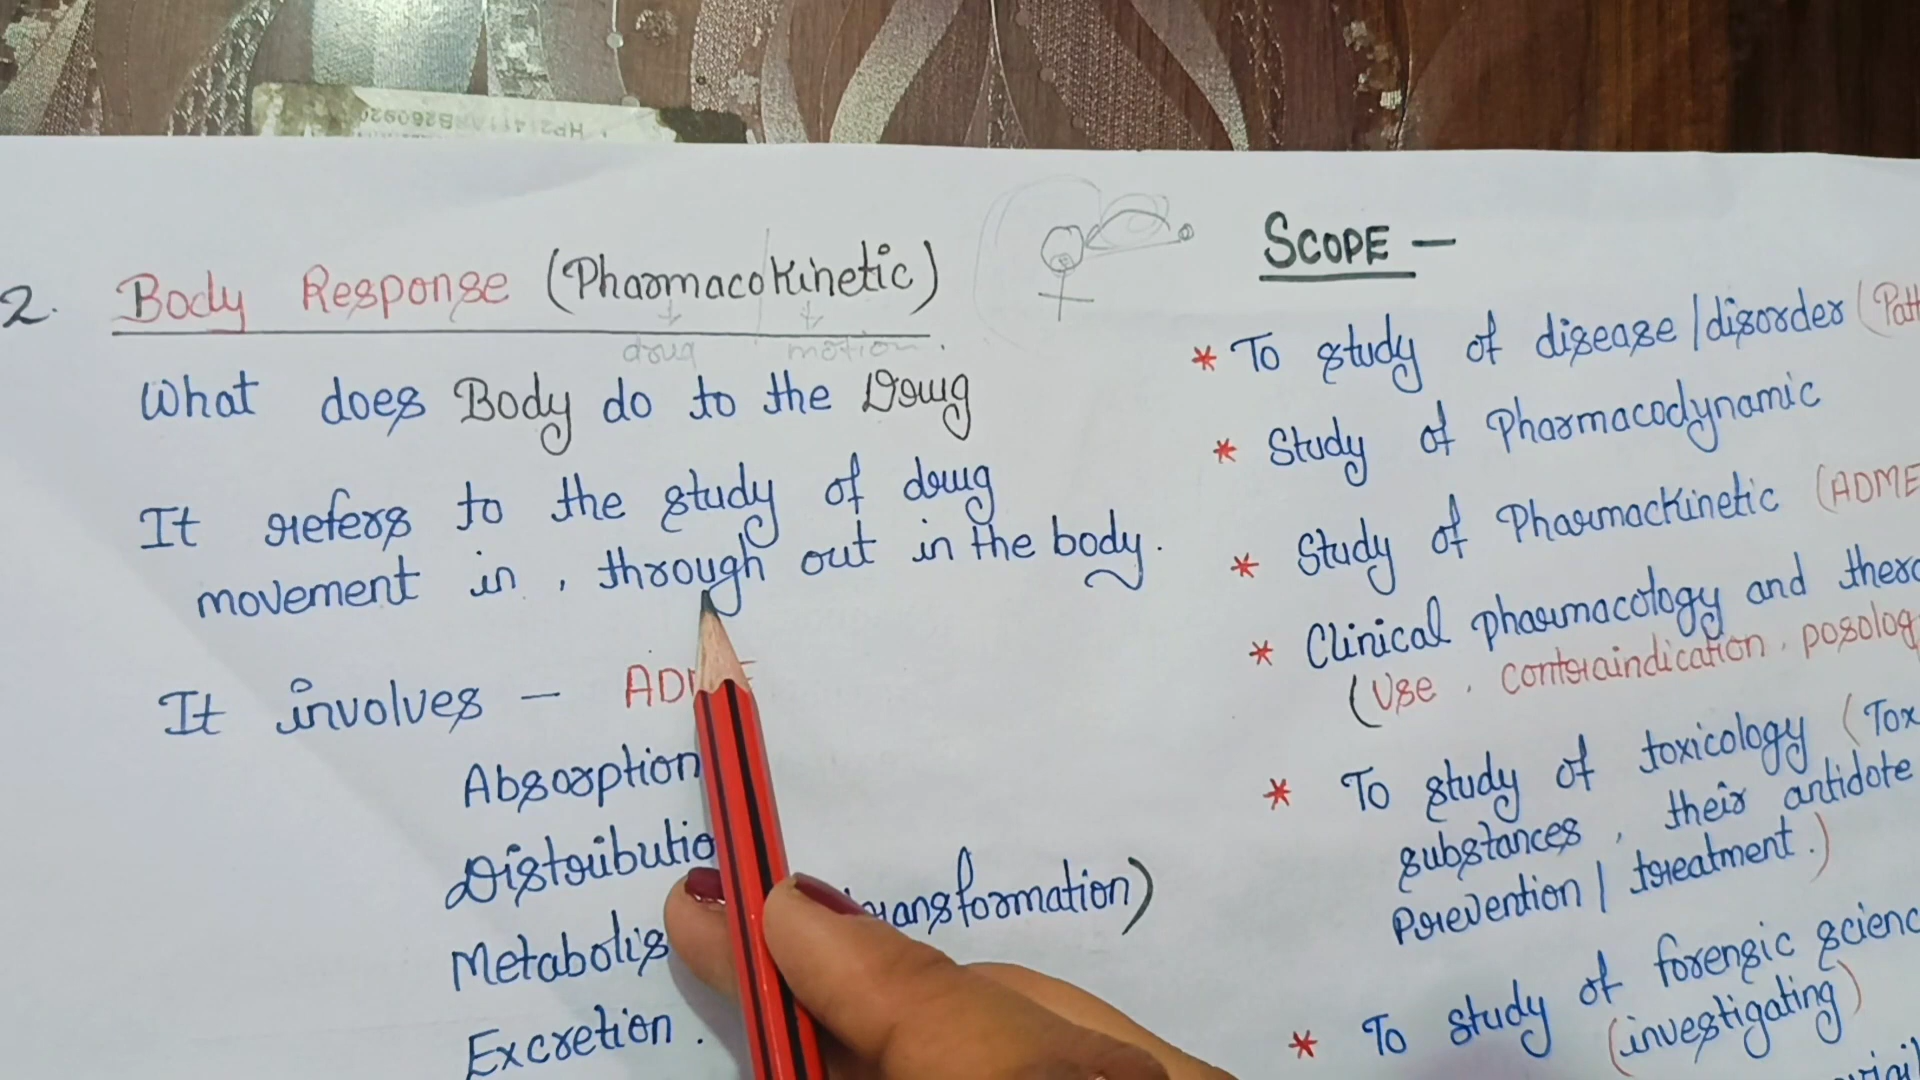 2. Body Response (Pharmacokinetic)
drug motion.
What does Body do to the Drug
It refers to the study of drug
movement in, through out in the body.
It involves -
Absorption
Distributio
Metabolis
ransformation)
Excretion.
SCOPE -
* To study of disease/disorder (Pat
* Study of Pharmacodynamic
* Study of Pharmackinetic (ADME
* Clinical pharmacology and thera
(Use, contraindication, posolog
* To study of toxicology (Tox
substances, their antidote
Prevention/treatment.)
* To study of forensic scienc
(investigating)